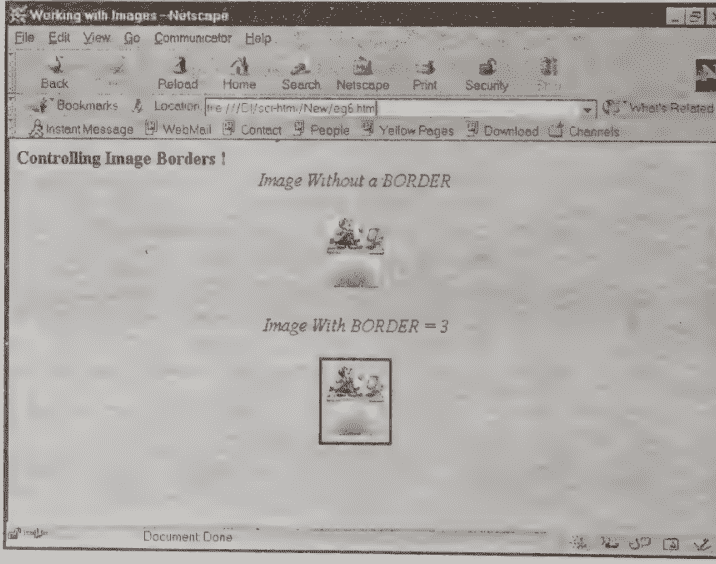 Working with Images - Netscape
File Edit View Go Communicator Help
Back Reload Home Search Netscape Print Security
Bookmarks Location What's Related
Instant Message WebMail Contact People Yellow Pages Download Channels
Controlling Image Borders !
Image Without a BORDER
Image With BORDER = 3
Document Done